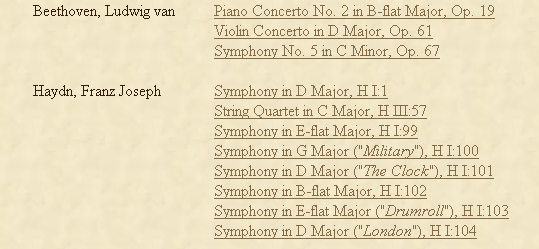 Beethoven, Ludwig van Piano Concerto No. 2 in B-flat Major, Op. 19
Violin Concerto in D Major, Op. 61
Symphony No. 5 in C Minor, Op. 67
Haydn, Franz Joseph Symphony in D Major, H I:1
String Quartet in C Major, H III:57
Symphony in E-flat Major, H I:99
Symphony in G Major ("Military"), H I:100
Symphony in D Major ("The Clock"), H I:101
Symphony in B-flat Major, H I:102
Symphony in E-flat Major ("Drumroll"), H I:103
Symphony in D Major ("London"), H I:104